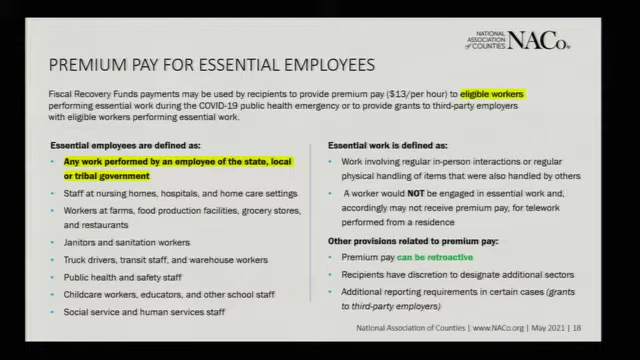 NATIONAL
ASSOCIATION
of COUNTIES
NACo
PREMIUM PAY FOR ESSENTIAL EMPLOYEES
Fiscal Recovery Funds payments may be used by recipients to provide premium pay ($13/per hour) to eligible workers
performing essential work during the COVID-19 public health emergency or to provide grants to third-party employers
with eligible workers performing essential work.
Essential employees are defined as:
• Any work performed by an employee of the state, local
or tribal government
• Staff at nursing homes, hospitals, and home care settings
• Workers at farms, food production facilities, grocery stores,
and restaurants
• Janitors and sanitation workers
• Truck drivers, transit staff, and warehouse workers
• Public health and safety staff
• Childcare workers, educators, and other school staff
• Social service and human services staff
Essential work is defined as:
• Work involving regular in-person interactions or regular
physical handling of items that were also handled by others
• A worker would NOT be engaged in essential work and,
accordingly may not receive premium pay, for telework
performed from a residence
Other provisions related to premium pay:
• Premium pay can be retroactive
• Recipients have discretion to designate additional sectors
• Additional reporting requirements in certain cases (grants
to third-party employers)
National Association of Counties | www.NACo.org | May 2021 | 18